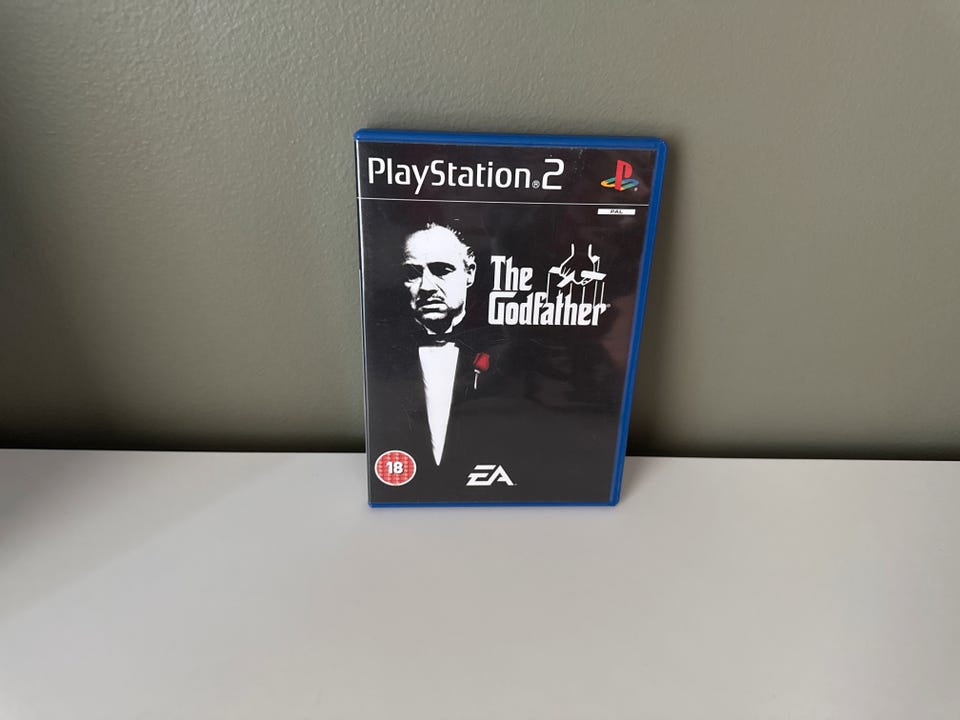 PlayStation®2
PAL
The
Godfather
18
EA